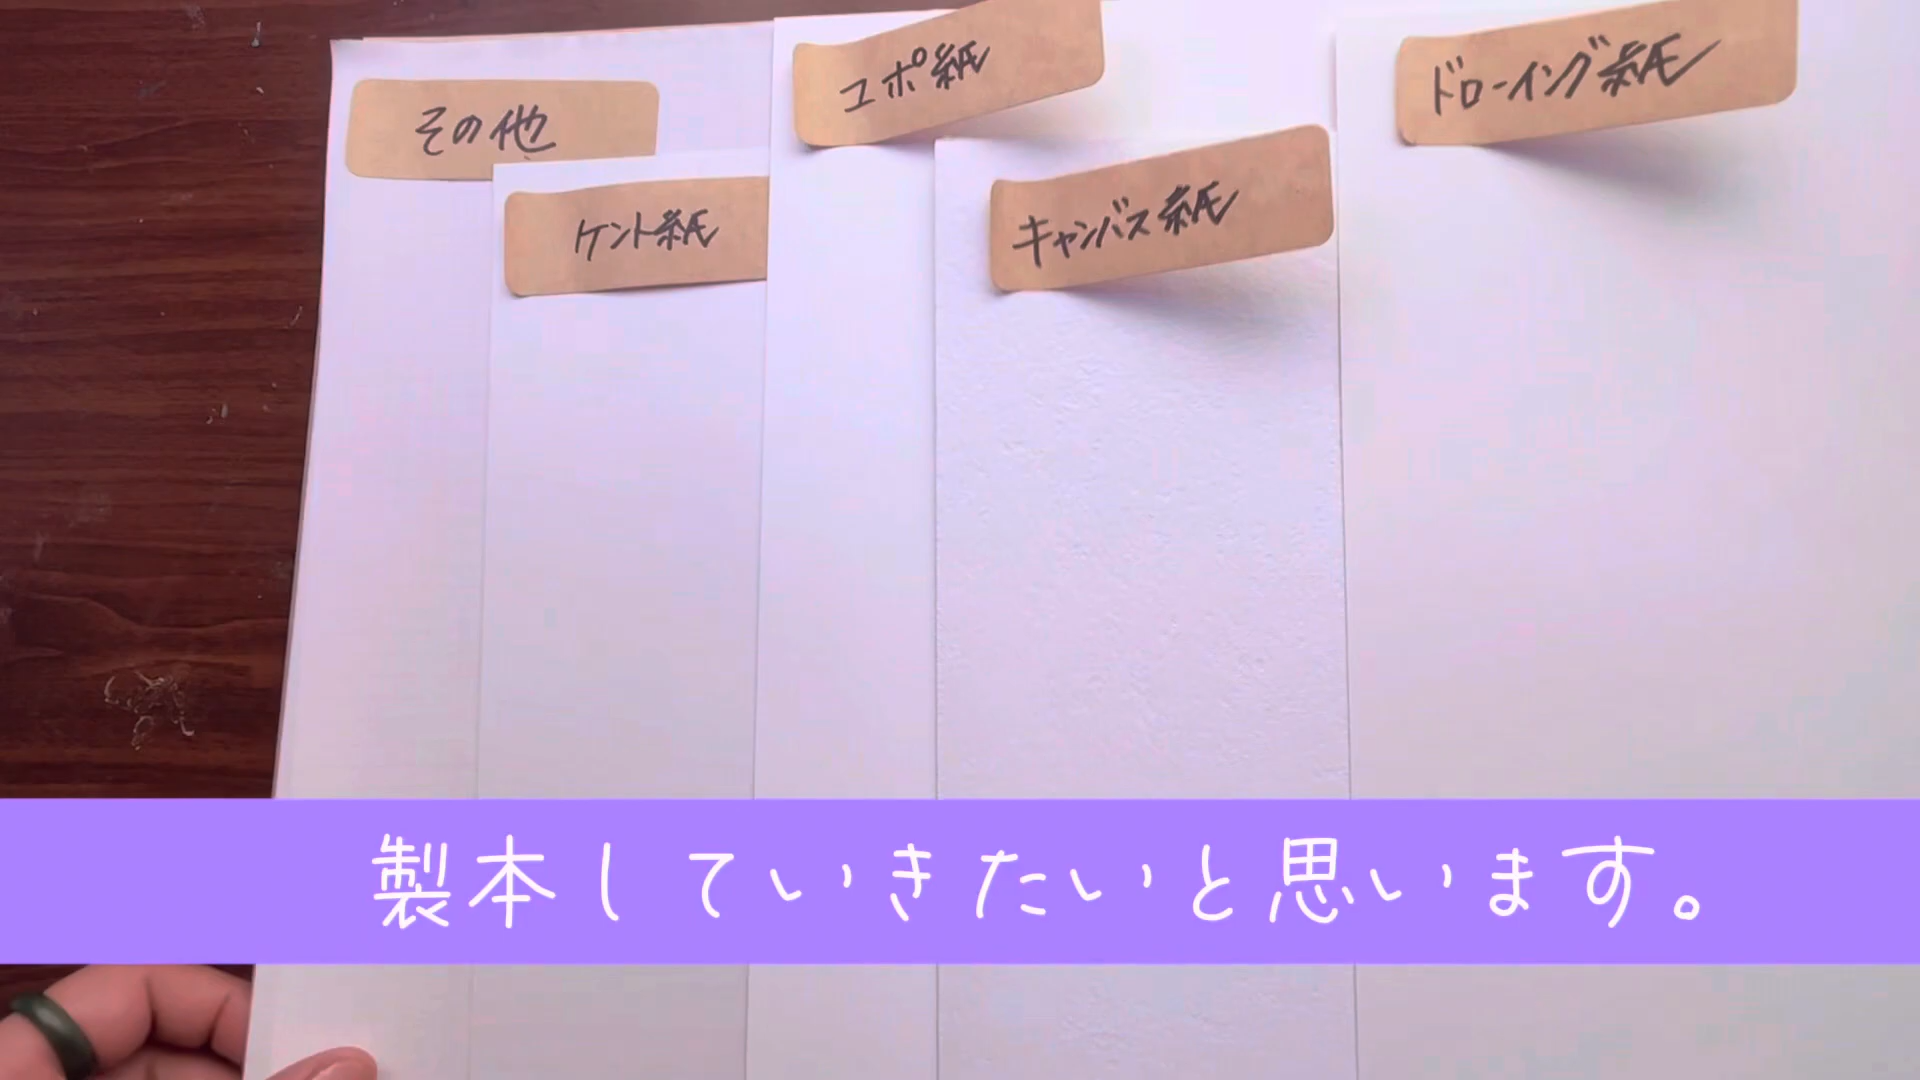 その他
ケント紙
ユポ紙
キャンバス紙
ドローイング紙
製本していきたいと思います。